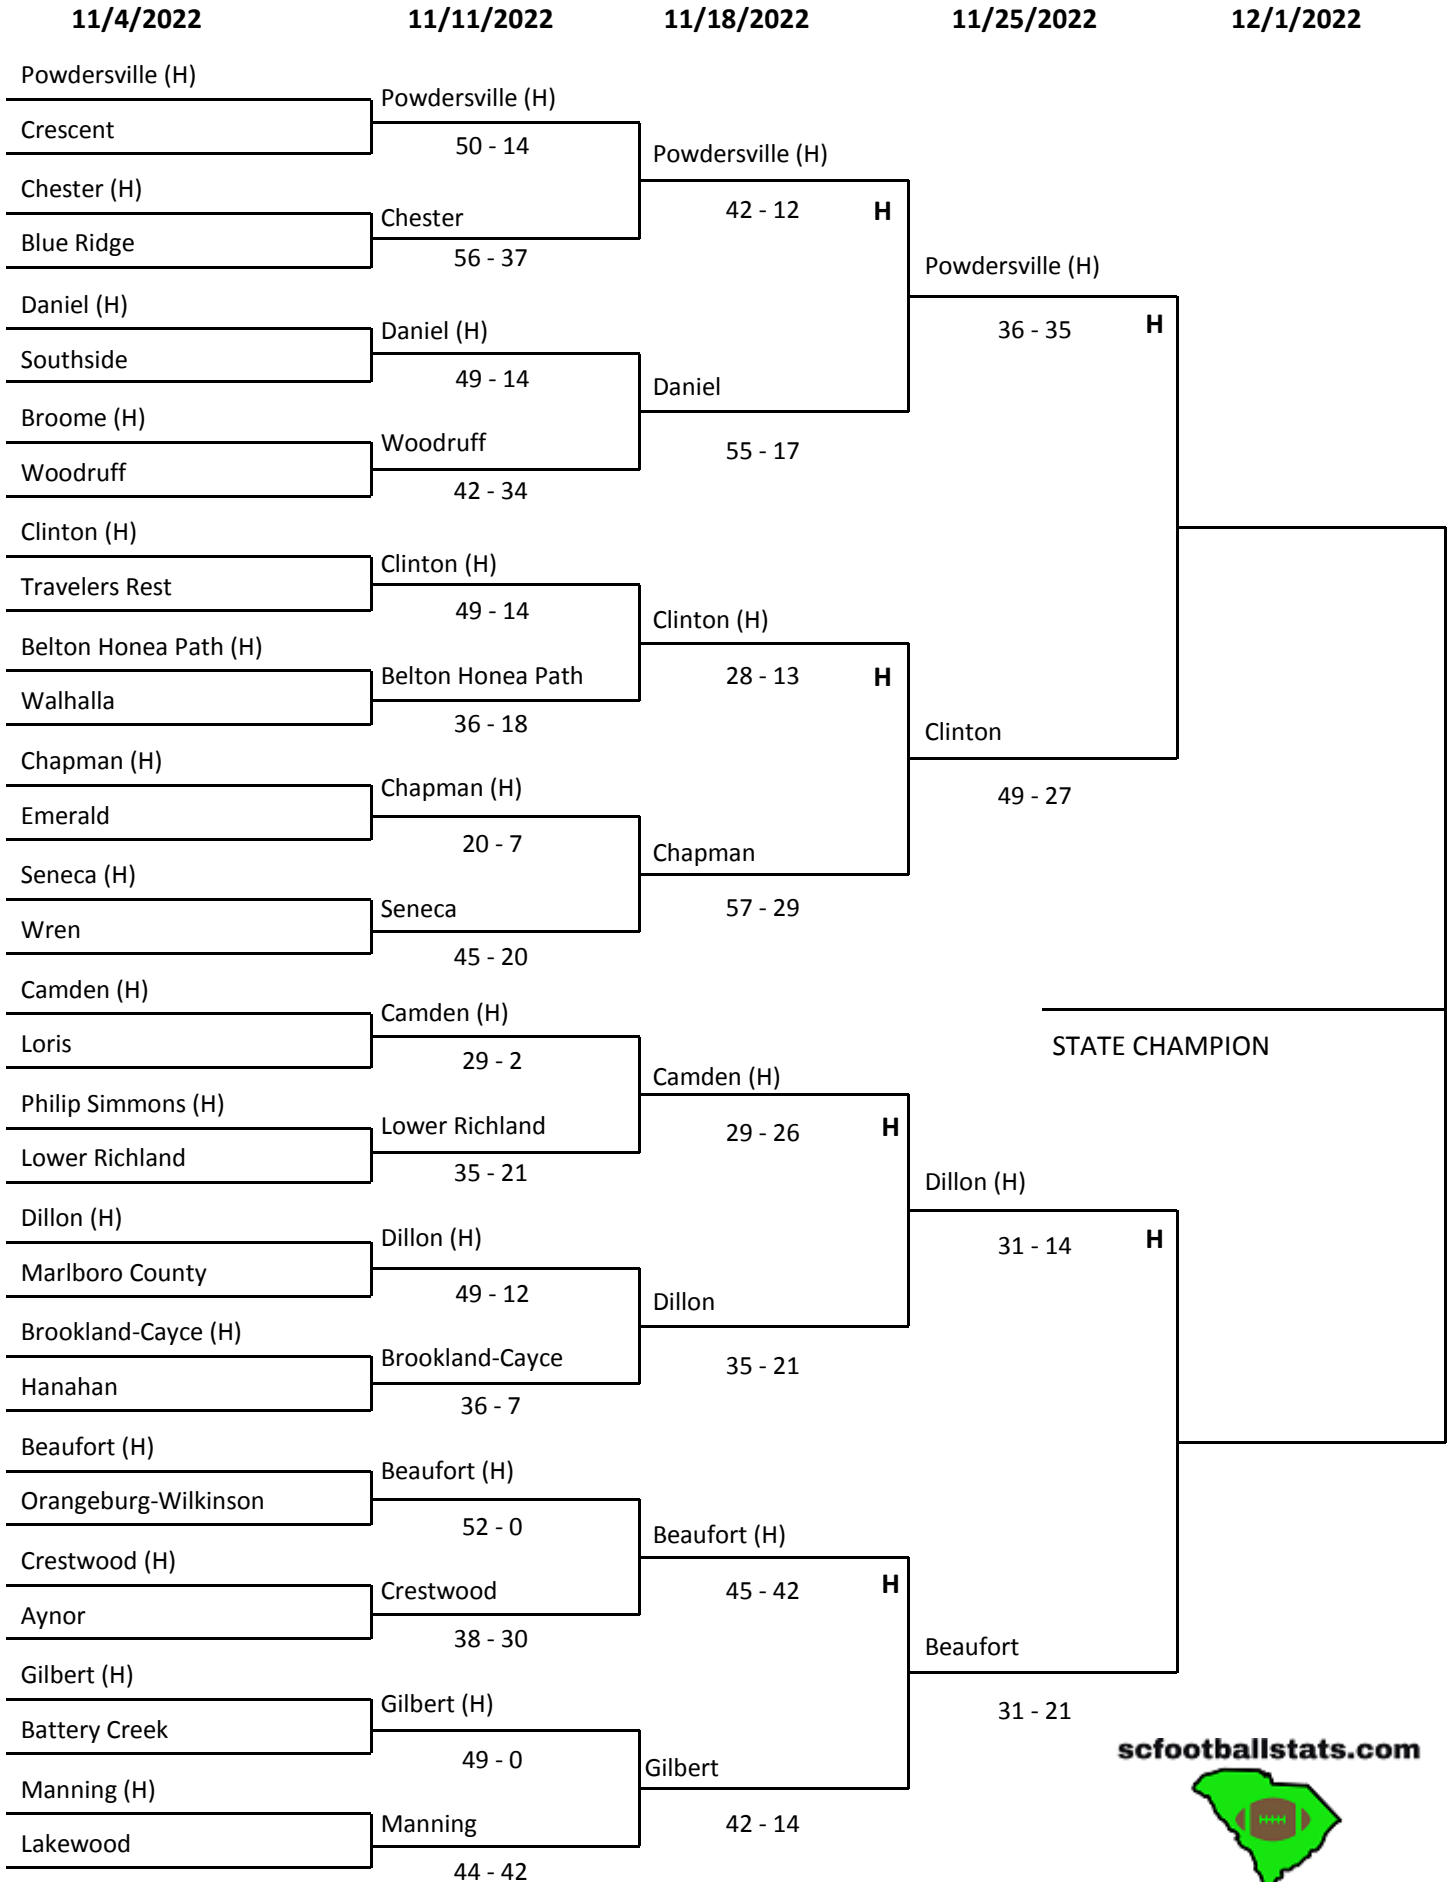 11/4/2022 11/11/2022 11/18/2022 11/25/2022 12/1/2022
Powdersville (H)
Crescent
Chester (H)
Blue Ridge
Daniel (H)
Southside
Broome (H)
Woodruff
Clinton (H)
Travelers Rest
Belton Honea Path (H)
Walhalla
Chapman (H)
Emerald
Seneca (H)
Wren
Camden (H)
Loris
Philip Simmons (H)
Lower Richland
Dillon (H)
Marlboro County
Brookland-Cayce (H)
Hanahan
Beaufort (H)
Orangeburg-Wilkinson
Crestwood (H)
Aynor
Gilbert (H)
Battery Creek
Manning (H)
Lakewood
Powdersville (H)
50 - 14
Chester
56 - 37
Daniel (H)
49 - 14
Woodruff
42 - 34
Clinton (H)
49 - 14
Belton Honea Path
36 - 18
Chapman (H)
20 - 7
Seneca
45 - 20
Camden (H)
29 - 2
Lower Richland
35 - 21
Dillon (H)
49 - 12
Brookland-Cayce
36 - 7
Beaufort (H)
52 - 0
Crestwood
38 - 30
Gilbert (H)
49 - 0
Manning
44 - 42
Powdersville (H)
42 - 12 H
Daniel
55 - 17
Clinton (H)
28 - 13 H
Chapman
57 - 29
Camden (H)
29 - 26 H
Dillon
35 - 21
Beaufort (H)
45 - 42 H
Gilbert
42 - 14
Powdersville (H)
36 - 35 H
Clinton
49 - 27
Dillon (H)
31 - 14 H
Beaufort
31 - 21
STATE CHAMPION
scfootballstats.com